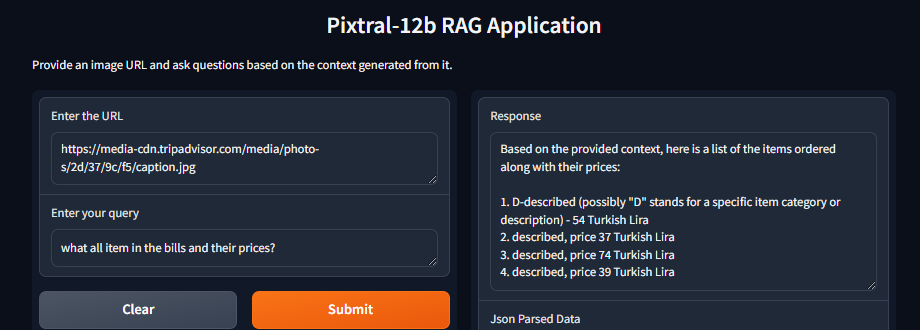 Pixtral-12b RAG Application
Provide an image URL and ask questions based on the context generated from it.
Enter the URL
https://media-cdn.tripadvisor.com/media/photo-
s/2d/37/9c/f5/caption.jpg
Enter your query
what all item in the bills and their prices?
Clear
Submit
Response
Based on the provided context, here is a list of the items ordered
along with their prices:
1. D-described (possibly "D" stands for a specific item category or
description) - 54 Turkish Lira
2. described, price 37 Turkish Lira
3. described, price 74 Turkish Lira
4. described, price 39 Turkish Lira
Json Parsed Data